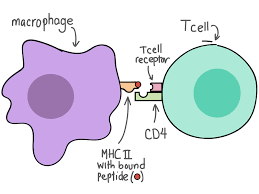 macrophage
Tcell
Tcell
receptor
CD4
MHC II
with bound
peptide( )